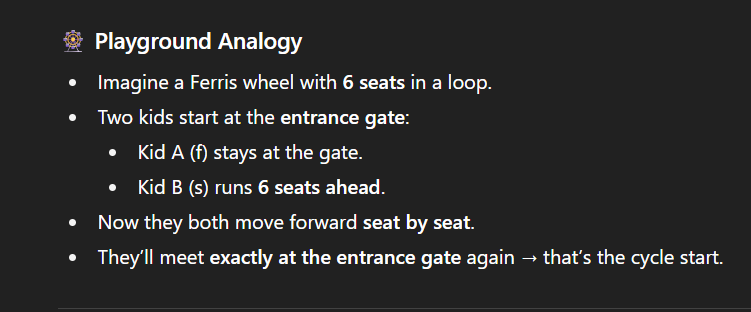 🎡 Playground Analogy
• Imagine a Ferris wheel with 6 seats in a loop.
• Two kids start at the entrance gate:
• Kid A (f) stays at the gate.
• Kid B (s) runs 6 seats ahead.
• Now they both move forward seat by seat.
• They’ll meet exactly at the entrance gate again → that’s the cycle start.